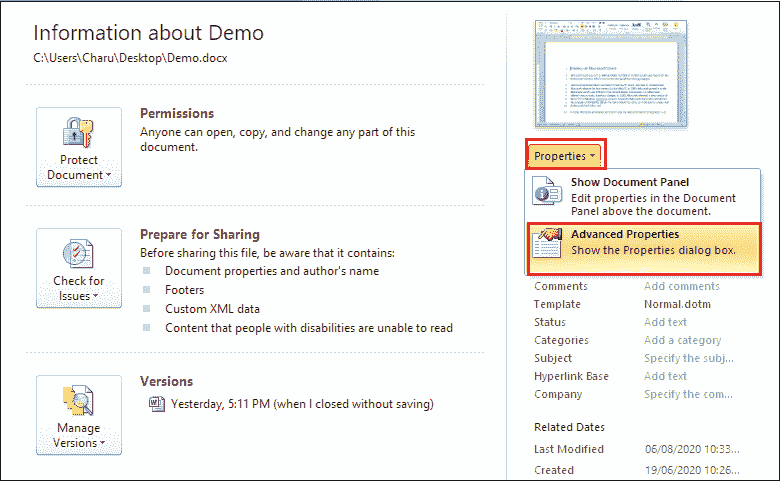 Information about Demo
C:\Users\Charu\Desktop\Demo.docx
Protect
Document
Permissions
Anyone can open, copy, and change any part of this
document.
Check for
Issues
Prepare for Sharing
Before sharing this file, be aware that it contains:
Document properties and author's name
Footers
Custom XML data
Content that people with disabilities are unable to read
Manage
Versions
Versions
Yesterday, 5:11 PM (when I closed without saving)
Properties
Show Document Panel
Edit properties in the Document
Panel above the document.
Advanced Properties
Show the Properties dialog box.
Comments Add comments
Template Normal.dotm
Status Add text
Categories Add a category
Subject Specify the subj...
Hyperlink Base Add text
Company Specify the com...
Related Dates
Last Modified 06/08/2020 10:33...
Created 19/06/2020 10:26...